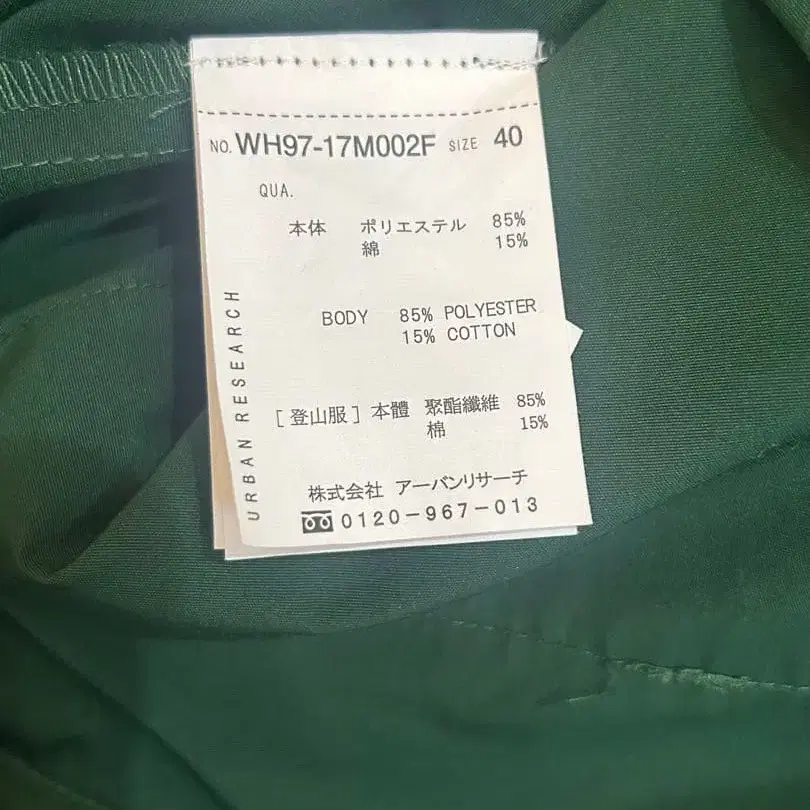 NO. WH97-17M002F SIZE 40
QUA.
本体 ポリエステル 85%
綿 15%
BODY 85% POLYESTER
15% COTTON
[登山服] 本體 聚酯纖維 85%
棉 15%
株式会社 アーバンリサーチ
0120-967-013
URBAN RESEARCH